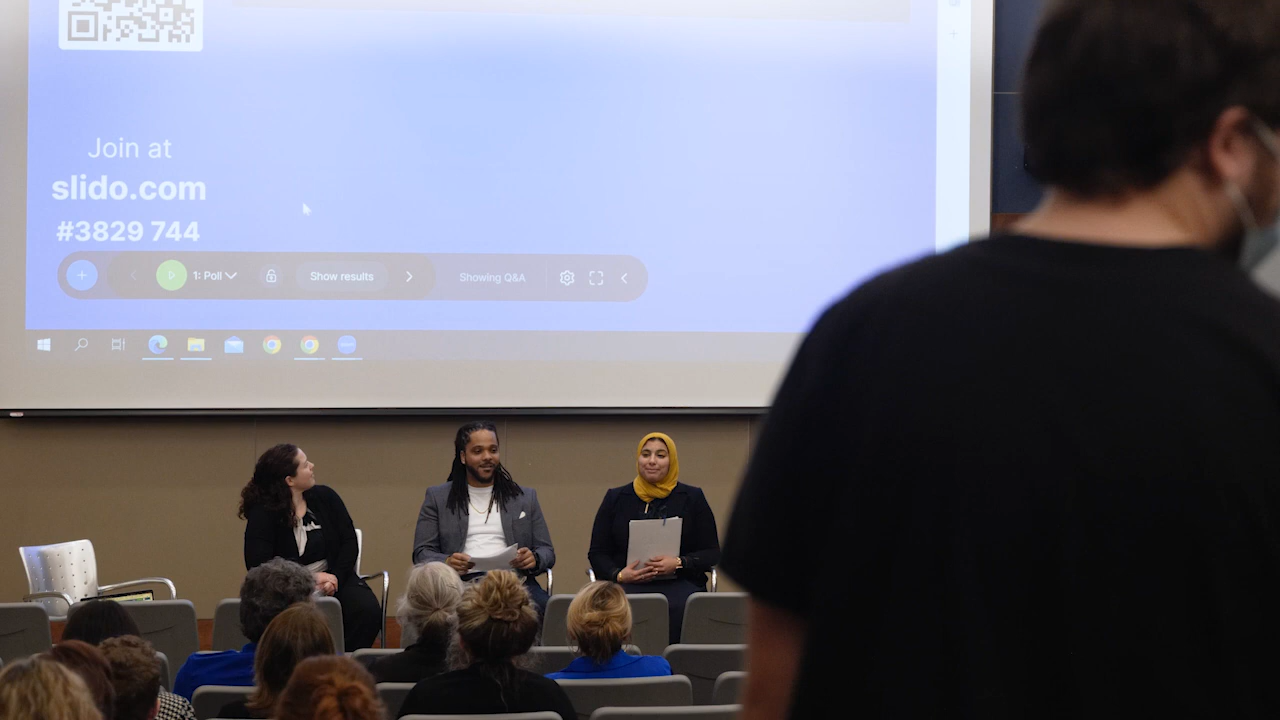 Join at
slido.com
#3829 744
1: Poll
Show results
Showing Q&A